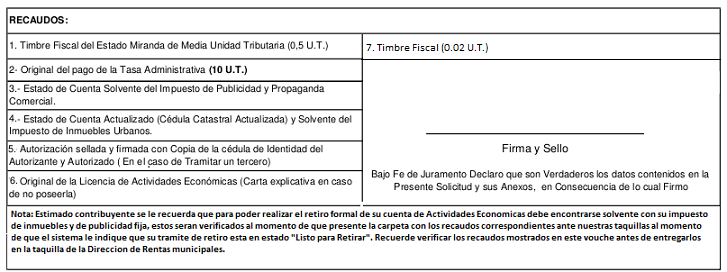 RECAUDOS:
1. Timbre Fiscal del Estado Miranda de Media Unidad Tributaria (0,5 U.T.)
7. Timbre Fiscal (0.02 U.T.)
2- Original del pago de la Tasa Administrativa (10 U.T.)
3.- Estado de Cuenta Solvente del Impuesto de Publicidad y Propaganda
Comercial.
4.- Estado de Cuenta Actualizado (Cédula Catastral Actualizada) y Solvente del
Impuesto de Inmuebles Urbanos.
5. Autorización sellada y firmada con Copia de la cédula de Identidad del
Autorizante y Autorizado ( En el caso de Tramitar un tercero)
6. Original de la Licencia de Actividades Económicas (Carta explicativa en caso
de no poseerla)
Firma y Sello
Bajo Fe de Juramento Declaro que son Verdaderos los datos contenidos en la
Presente Solicitud y sus Anexos, en Consecuencia de lo cual Firmo
Nota: Estimado contribuyente se le recuerda que para poder realizar el retiro formal de su cuenta de Actividades Economicas debe encontrarse solvente con su impuesto
de inmuebles y de publicidad fija, estos seran verificados al momento de que presente la carpeta con los recaudos correspondientes ante nuestras taquillas al momento
de que el sistema le indique que su tramite de retiro esta en estado "Listo para Retirar". Recuerde verificar los recaudos mostrados en este vouche antes de entregarlos
en la taquilla de la Direccion de Rentas municipales.